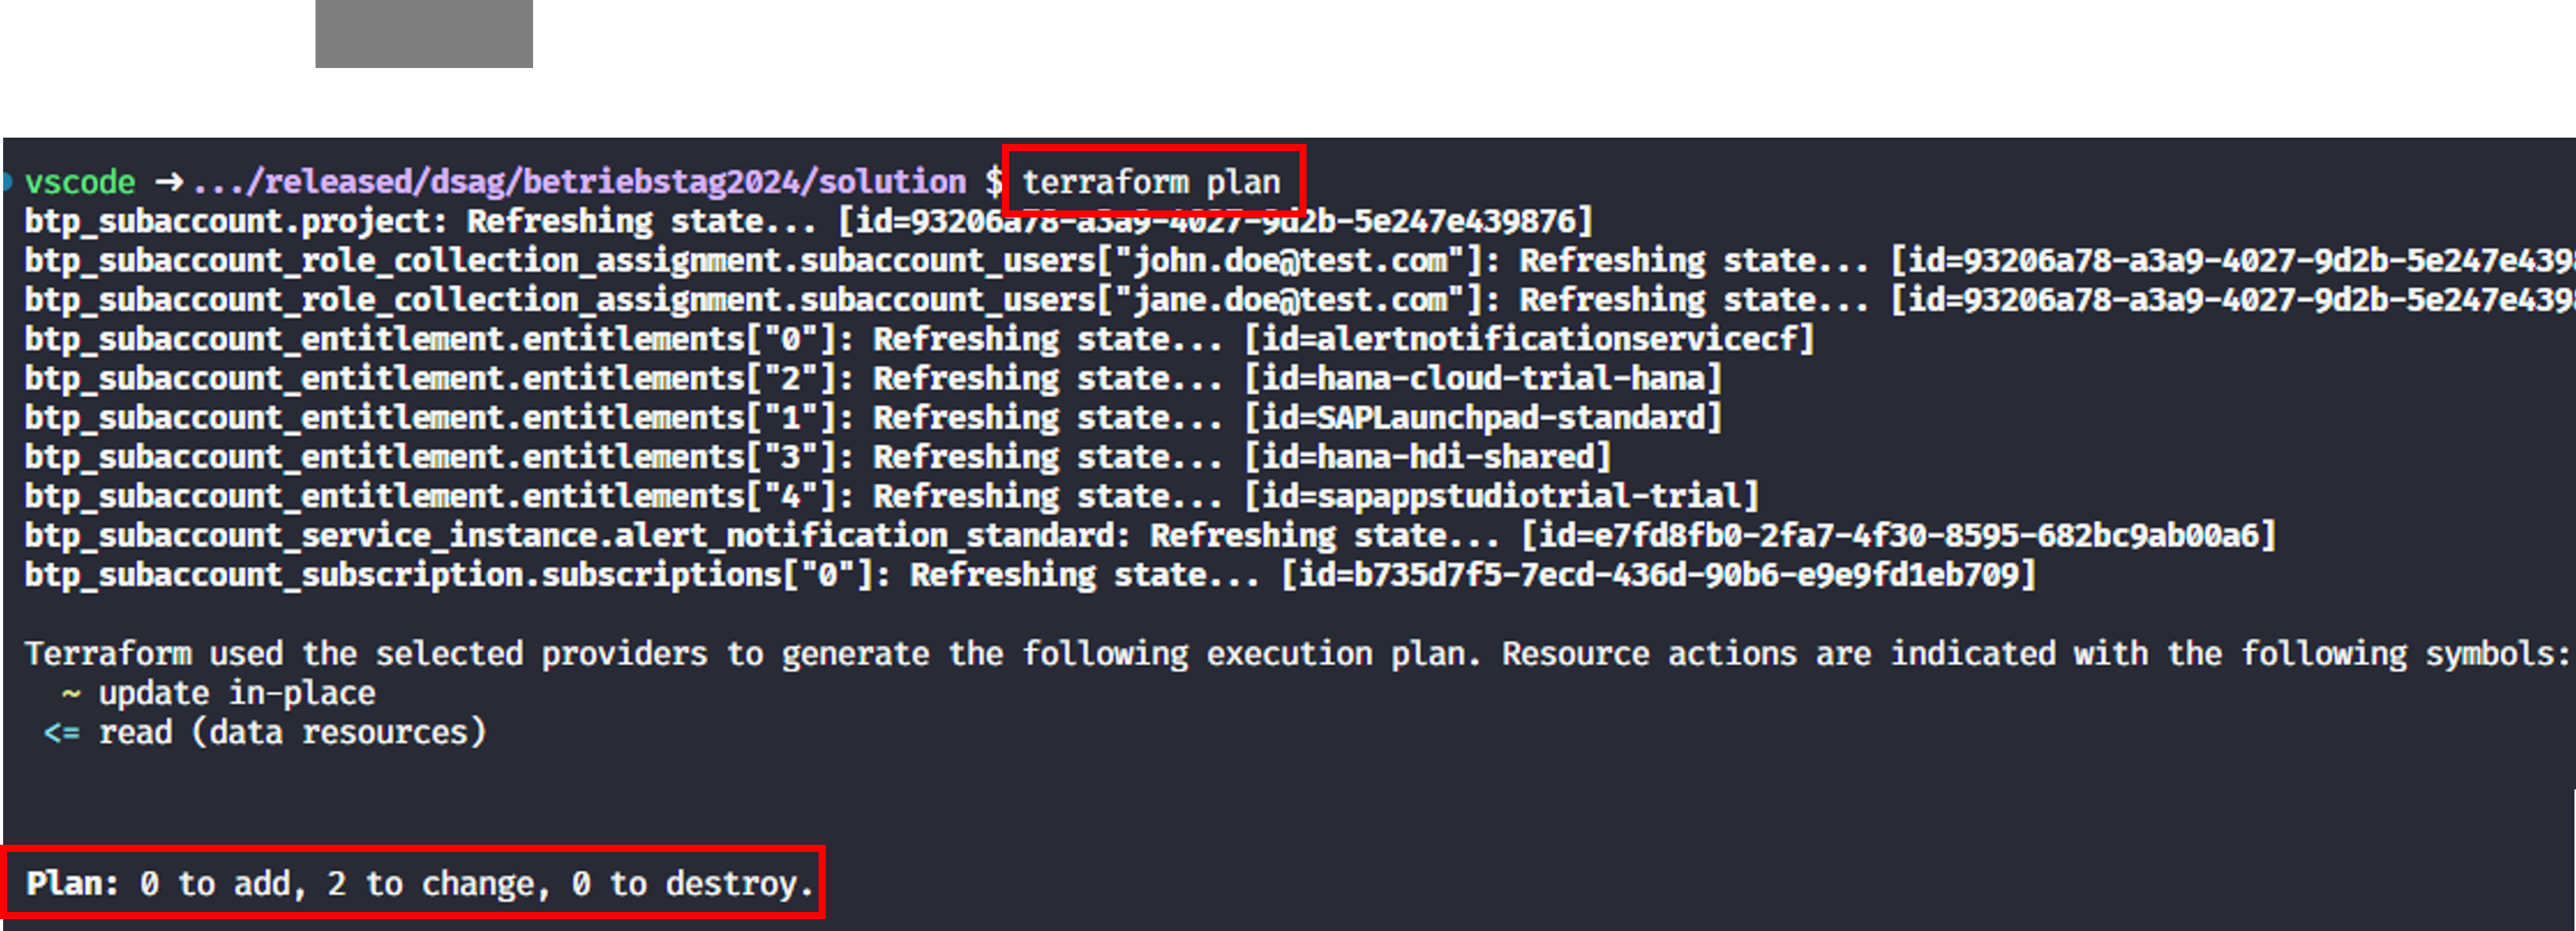 vscode → .../released/dsag/betriebstag2024/solution $ terraform plan
btp_subaccount.project: Refreshing state... [id=93206a78-a3a9-4027-9d2b-5e247e439876]
btp_subaccount_role_collection_assignment.subaccount_users["john.doe@test.com"]: Refreshing state... [id=93206a78-a3a9-4027-9d2b-5e247e439
btp_subaccount_role_collection_assignment.subaccount_users["jane.doe@test.com"]: Refreshing state... [id=93206a78-a3a9-4027-9d2b-5e247e439
btp_subaccount_entitlement.entitlements["0"]: Refreshing state... [id=alertnotificationservicecf]
btp_subaccount_entitlement.entitlements["2"]: Refreshing state... [id=hana-cloud-trial-hana]
btp_subaccount_entitlement.entitlements["1"]: Refreshing state... [id=SAPLaunchpad-standard]
btp_subaccount_entitlement.entitlements["3"]: Refreshing state... [id=hana-hdi-shared]
btp_subaccount_entitlement.entitlements["4"]: Refreshing state... [id=sapappstudiotrial-trial]
btp_subaccount_service_instance.alert_notification_standard: Refreshing state... [id=e7fd8fb0-2fa7-4f30-8595-682bc9ab00a6]
btp_subaccount_subscription.subscriptions["0"]: Refreshing state... [id=b735d7f5-7ecd-436d-90b6-e9e9fd1eb709]
Terraform used the selected providers to generate the following execution plan. Resource actions are indicated with the following symbols:
~ update in-place
<= read (data resources)
Plan: 0 to add, 2 to change, 0 to destroy.